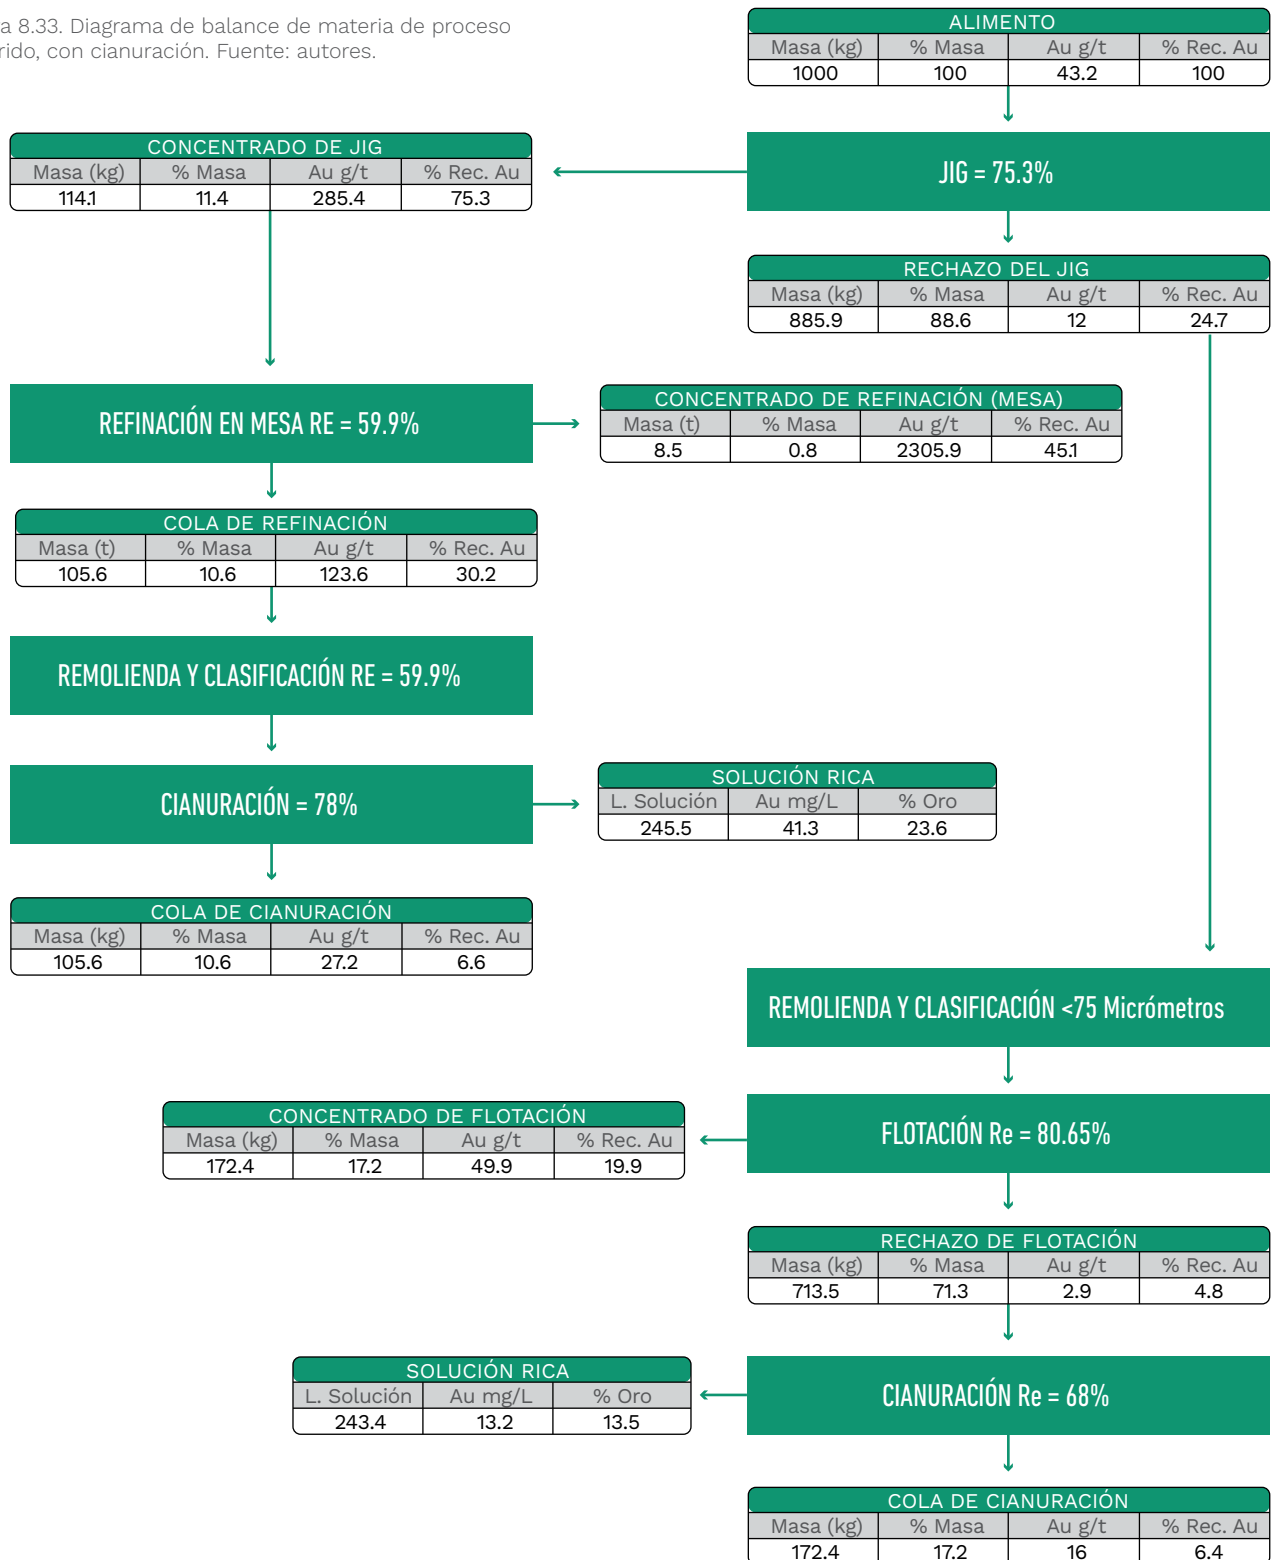 a 8.33. Diagrama de balance de materia de proceso
rido, con cianuración. Fuente: autores.
ALIMENTO
Masa (kg) % Masa Au g/t % Rec. Au
1000 100 43.2 100
CONCENTRADO DE JIG
Masa (kg) % Masa Au g/t % Rec. Au
114.1 11.4 285.4 75.3
JIG = 75.3%
RECHAZO DEL JIG
Masa (kg) % Masa Au g/t % Rec. Au
885.9 88.6 12 24.7
REFINACIÓN EN MESA RE = 59.9%
CONCENTRADO DE REFINACIÓN (MESA)
Masa (t) % Masa Au g/t % Rec. Au
8.5 0.8 2305.9 45.1
COLA DE REFINACIÓN
Masa (t) % Masa Au g/t % Rec. Au
105.6 10.6 123.6 30.2
REMOLIENDA Y CLASIFICACIÓN RE = 59.9%
CIANURACIÓN = 78%
SOLUCIÓN RICA
L. Solución Au mg/L % Oro
245.5 41.3 23.6
COLA DE CIANURACIÓN
Masa (kg) % Masa Au g/t % Rec. Au
105.6 10.6 27.2 6.6
REMOLIENDA Y CLASIFICACIÓN <75 Micrómetros
CONCENTRADO DE FLOTACIÓN
Masa (kg) % Masa Au g/t % Rec. Au
172.4 17.2 49.9 19.9
FLOTACIÓN Re = 80.65%
RECHAZO DE FLOTACIÓN
Masa (kg) % Masa Au g/t % Rec. Au
713.5 71.3 2.9 4.8
SOLUCIÓN RICA
L. Solución Au mg/L % Oro
243.4 13.2 13.5
CIANURACIÓN Re = 68%
COLA DE CIANURACIÓN
Masa (kg) % Masa Au g/t % Rec. Au
172.4 17.2 16 6.4